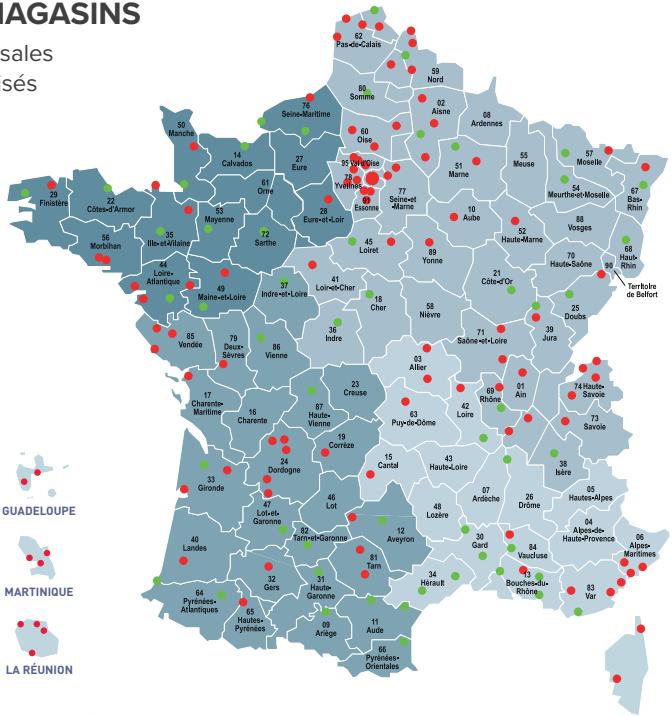 MAGASINS
sales
isés
62
Pas-de-Calais
59
Nord
80
Somme
76
Seine-Maritime
02
Aisne
08
Ardennes
50
Manche
60
Oise
14
Calvados
27
Eure
95 Val d'Oise
78
Yvelines
91
Essonne
77
Seine-et
-Marne
51
Marne
55
Meuse
57
Moselle
54
Meurthe-et-Moselle
67
Bas-
Rhin
29
Finistère
22
Côtes-d'Armor
61
Orne
53
Mayenne
28
Eure-et-Loir
10
Aube
52
Haute-Marne
88
Vosges
68
Haut-
Rhin
56
Morbihan
35
Ille-et-Vilaine
72
Sarthe
45
Loiret
89
Yonne
70
Haute-Saône
90
Territoire
de Belfort
44
Loire-
Atlantique
49
Maine-et-Loire
37
Indre-et-Loire
41
Loir-et-Cher
18
Cher
58
Nièvre
21
Côte-d'Or
25
Doubs
39
Jura
85
Vendée
79
Deux-
Sèvres
86
Vienne
36
Indre
03
Allier
71
Saône-et-Loire
17
Charente-
Maritime
16
Charente
87
Haute-
Vienne
23
Creuse
63
Puy-de-Dôme
42
Loire
69
Rhône
01
Ain
74 Haute-
Savoie
73
Savoie
19
Corrèze
24
Dordogne
15
Cantal
43
Haute-Loire
38
Isère
33
Gironde
46
Lot
47
Lot-et-
Garonne
48
Lozère
07
Ardèche
26
Drôme
05
Hautes-Alpes
GUADELOUPE
40
Landes
82
Tarn-et-Garonne
12
Aveyron
30
Gard
84
Vaucluse
04
Alpes-de-
Haute-Provence
06
Alpes-
Maritimes
32
Gers
81
Tarn
34
Hérault
13
Bouches-du-
Rhône
83
Var
MARTINIQUE
64
Pyrénées-
Atlantiques
65
Hautes-
Pyrénées
31
Haute-
Garonne
09
Ariège
11
Aude
66
Pyrénées-
Orientales
LA RÉUNION